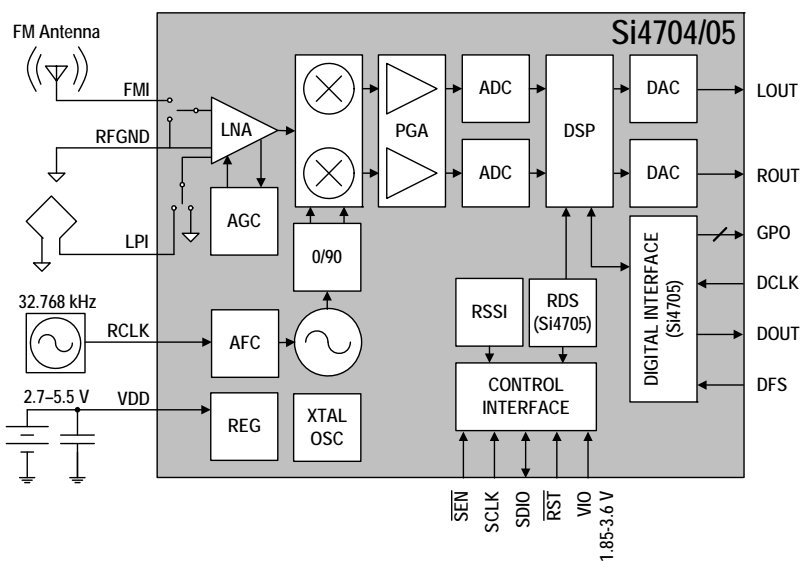 Si4704/05
FM Antenna
FMI
RFGND
LPI
LNA
AGC
0/90
PGA
ADC
ADC
DSP
DAC
DAC
LOUT
ROUT
GPO
DCLK
DOUT
DFS
DIGITAL INTERFACE
(Si4705)
32.768 kHz
RCLK
AFC
RSSI
RDS
(Si4705)
CONTROL
INTERFACE
2.7–5.5 V
VDD
REG
XTAL
OSC
SEN
SCLK
SDIO
RST
VIO
1.85-3.6 V